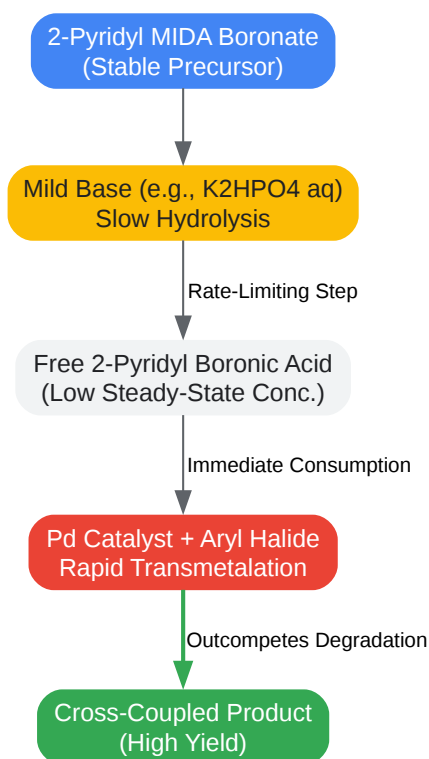 2-Pyridyl MIDA Boronate
(Stable Precursor)
Mild Base (e.g., K2HPO4 aq)
Slow Hydrolysis
Rate-Limiting Step
Free 2-Pyridyl Boronic Acid
(Low Steady-State Conc.)
Immediate Consumption
Pd Catalyst + Aryl Halide
Rapid Transmetalation
Outcompetes Degradation
Cross-Coupled Product
(High Yield)